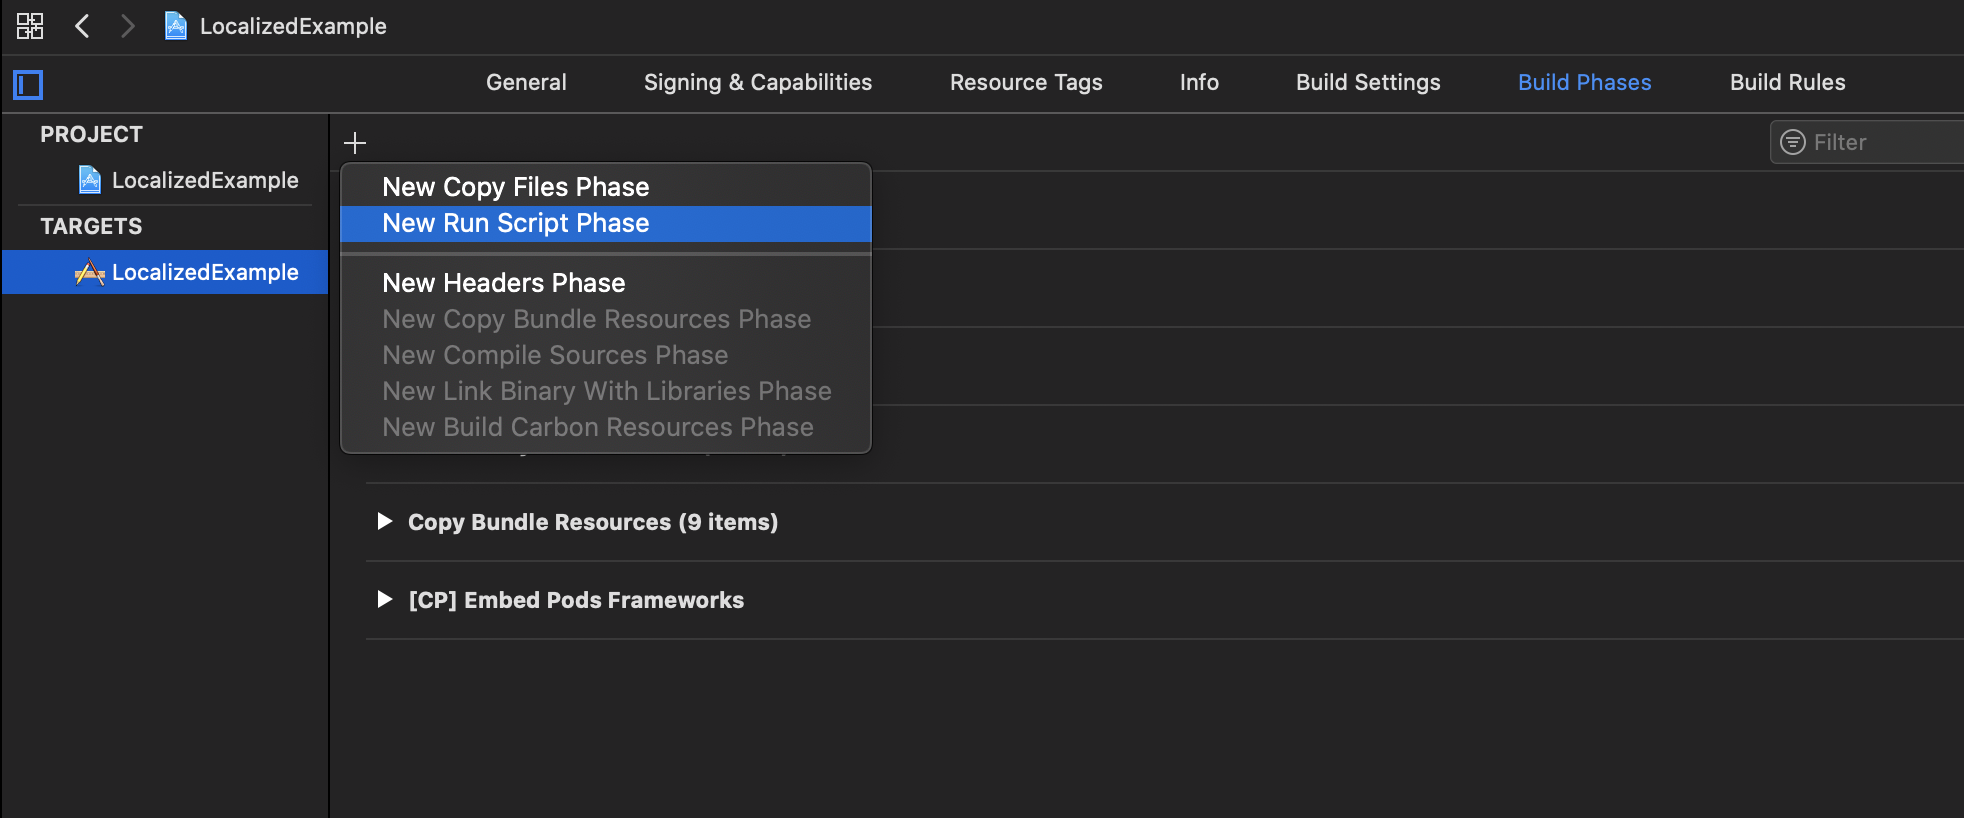 LocalizedExample
General Signing & Capabilities Resource Tags Info Build Settings Build Phases Build Rules
PROJECT
LocalizedExample
TARGETS
LocalizedExample
Filter
New Copy Files Phase
New Run Script Phase
New Headers Phase
New Copy Bundle Resources Phase
New Compile Sources Phase
New Link Binary With Libraries Phase
New Build Carbon Resources Phase
Copy Bundle Resources (9 items)
[CP] Embed Pods Frameworks